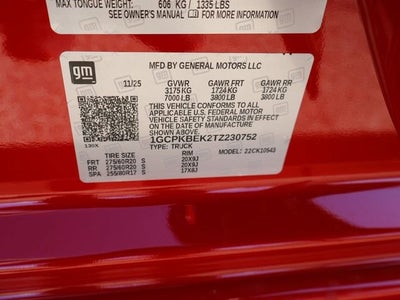 MAX TONGUE WEIGHT: 606 KG / 1335 LBS
SEE OWNER'S MANUAL FOR MORE INFORMATION
gm
MFD BY GENERAL MOTORS LLC
11/25 GVWR GAWR FRT GAWR RR
3175 KG 1724 KG 1724 KG
7000 LB 3800 LB 3800 LB
THIS VEHICLE CONFORMS TO ALL
APPLICABLE U.S. FEDERAL MOTOR
VEHICLE SAFETY STANDARDS IN EFFECT
ON THE DATE OF MANUFACTURE
SHOWN ABOVE.
1GCPKBEK2TZ230752
TYPE: TRUCK
130X
TIRE SIZE RIM MODEL: 22CK10543
FRT 275/60R20 S 20X9J
RR 275/60R20 S 20X9J
SPA 255/80R17 S 17X8J